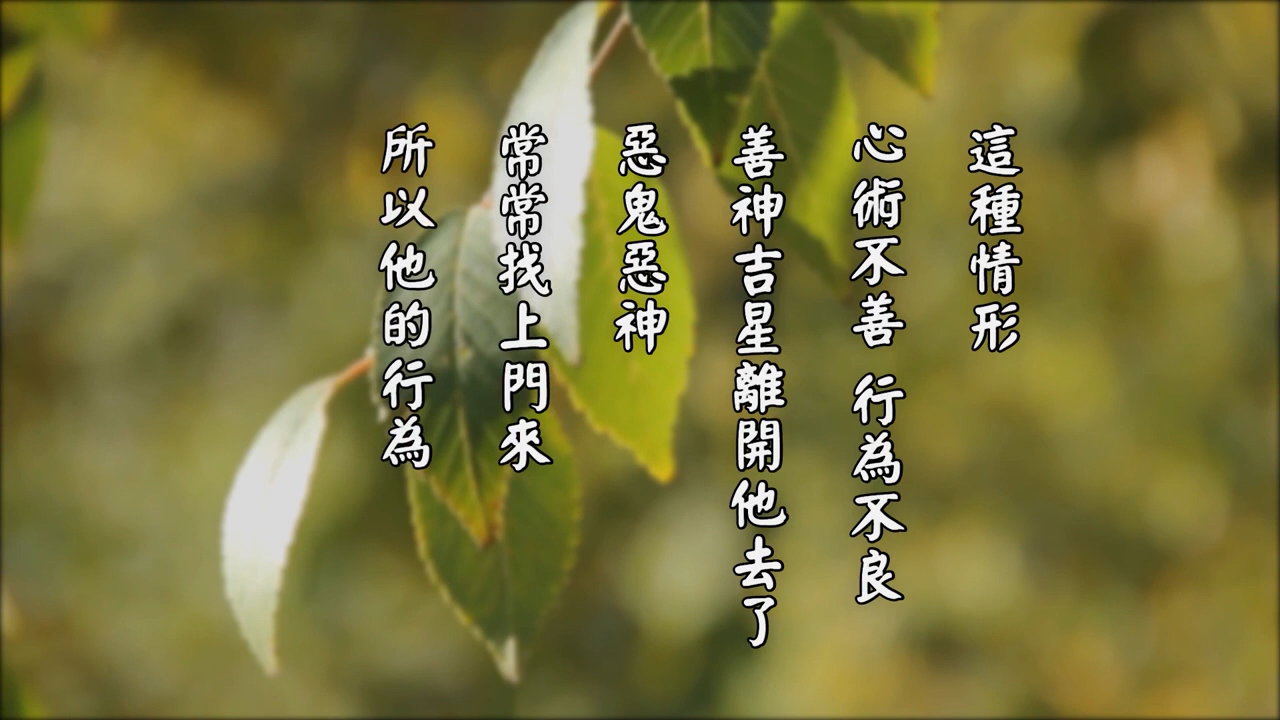 這種情形
心術不善 行為不良
善神吉星離開他去了
惡鬼惡神
常常找上門來
所以他的行為